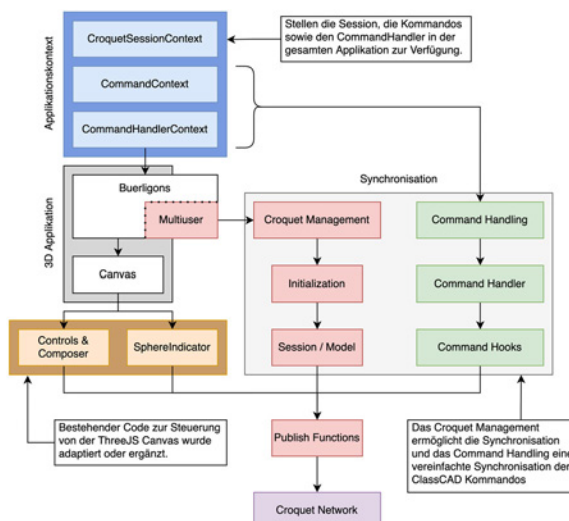 CroquetSessionContext
CommandContext
CommandHandlerContext
Applikationskontext
Stellen die Session, die Kommandos
sowie den CommandHandler in der
gesamten Applikation zur Verfügung.
3D Applikation
Buerligons
Multiuser
Canvas
Synchronisation
Croquet Management
Command Handling
Initialization
Command Handler
Session / Model
Command Hooks
Controls &
Composer
SphereIndicator
Bestehender Code zur Steuerung
von der ThreeJS Canvas wurde
adaptiert oder ergänzt.
Publish Functions
Das Croquet Management
ermöglicht die Synchronisation
und das Command Handling eine
vereinfachte Synchronisation der
ClassCAD Kommandos
Croquet Network